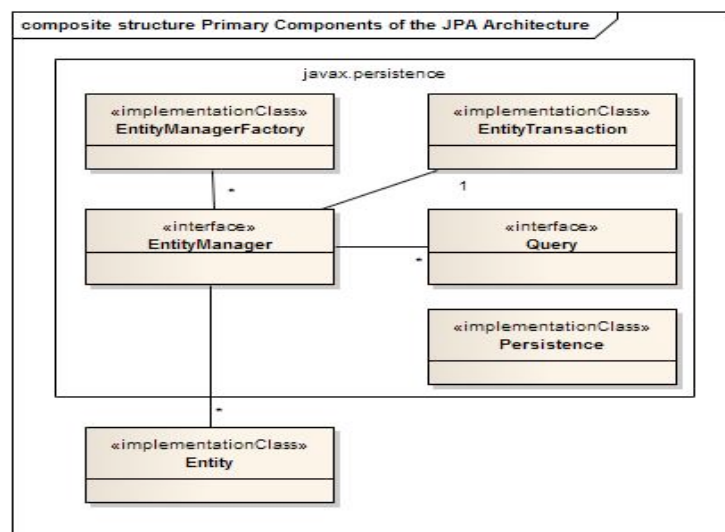 composite structure Primary Components of the JPA Architecture
javax.persistence
«implementationClass»
EntityManagerFactory
«implementationClass»
EntityTransaction
*
1
«interface»
EntityManager
«interface»
Query
*
«implementationClass»
Persistence
*
«implementationClass»
Entity